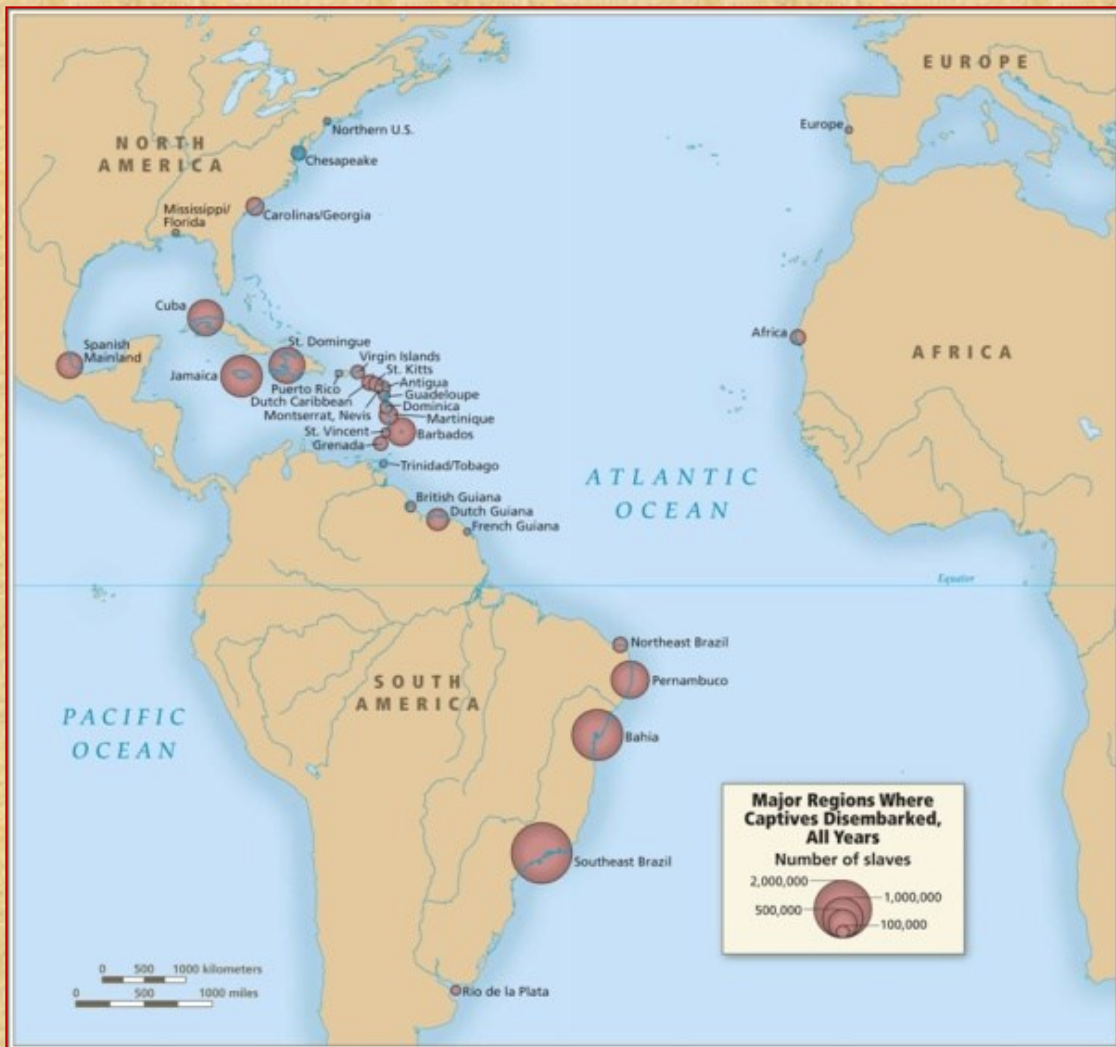 EUROPE
NORTH
AMERICA
Northern U.S.
Europe
Chesapeake
Mississippi/
Florida
Carolinas/Georgia
Cuba
Spanish
Mainland
St. Domingue
Jamaica
Virgin Islands
St. Kitts
Puerto Rico
Antigua
Dutch Caribbean
Guadeloupe
Montserrat, Nevis
Dominica
Martinique
St. Vincent
Barbados
Grenada
Trinidad/Tobago
Africa
AFRICA
ATLANTIC
OCEAN
British Guiana
Dutch Guiana
French Guiana
Equator
Northeast Brazil
SOUTH
AMERICA
Pernambuco
PACIFIC
OCEAN
Bahia
Southeast Brazil
Rio de la Plata
Major Regions Where
Captives Disembarked,
All Years
Number of slaves
2,000,000
1,000,000
500,000
100,000
0 500 1000 kilometers
0 500 1000 miles